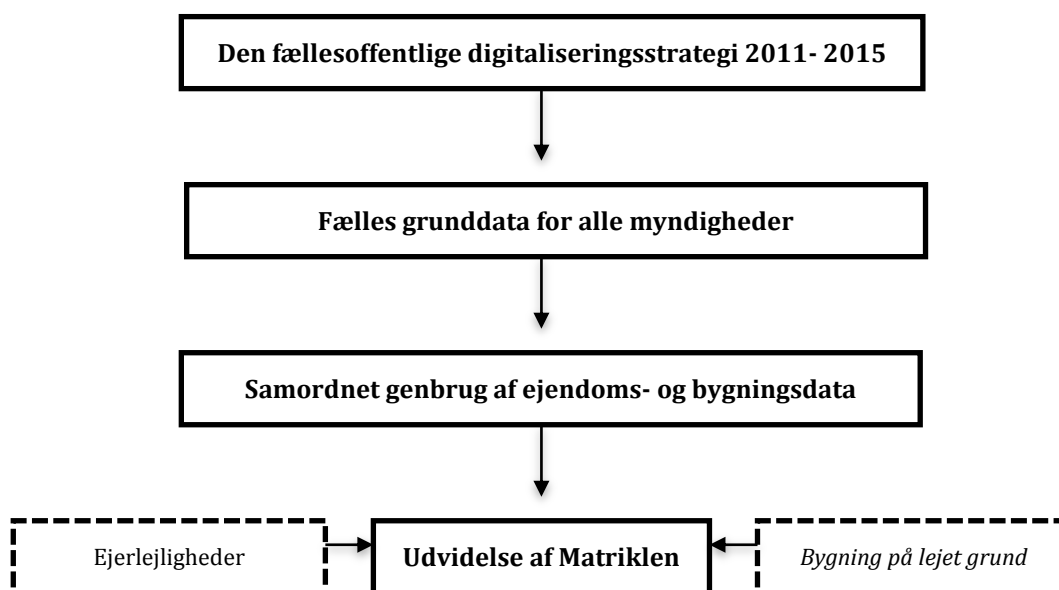 Den fællesoffentlige digitaliseringsstrategi 2011- 2015
Fælles grunddata for alle myndigheder
Samordnet genbrug af ejendoms- og bygningsdata
Ejerlejligheder
Udvidelse af Matriklen
Bygning på lejet grund